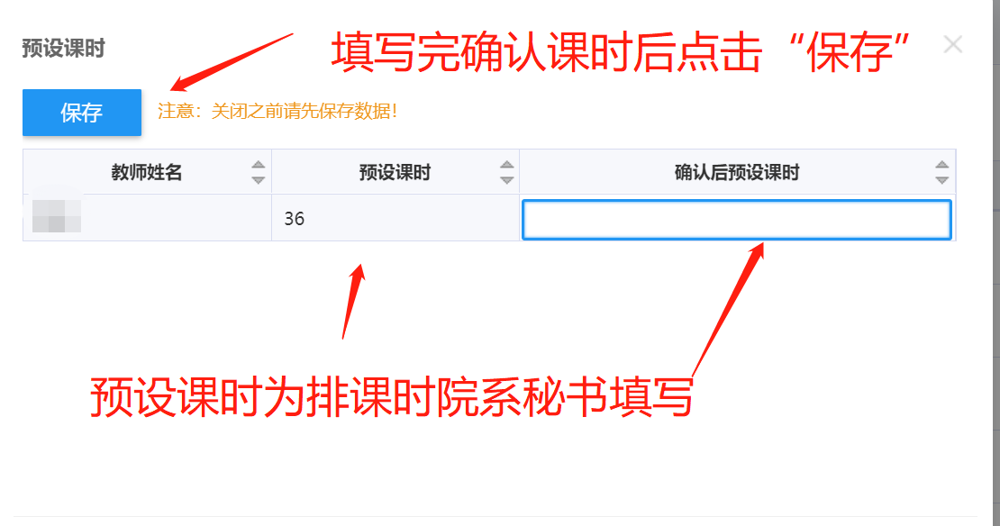 预设课时
填写完确认课时后点击“保存”
保存
注意：关闭之前请先保存数据!
教师姓名 预设课时 确认后预设课时
36
预设课时为排课时院系秘书填写